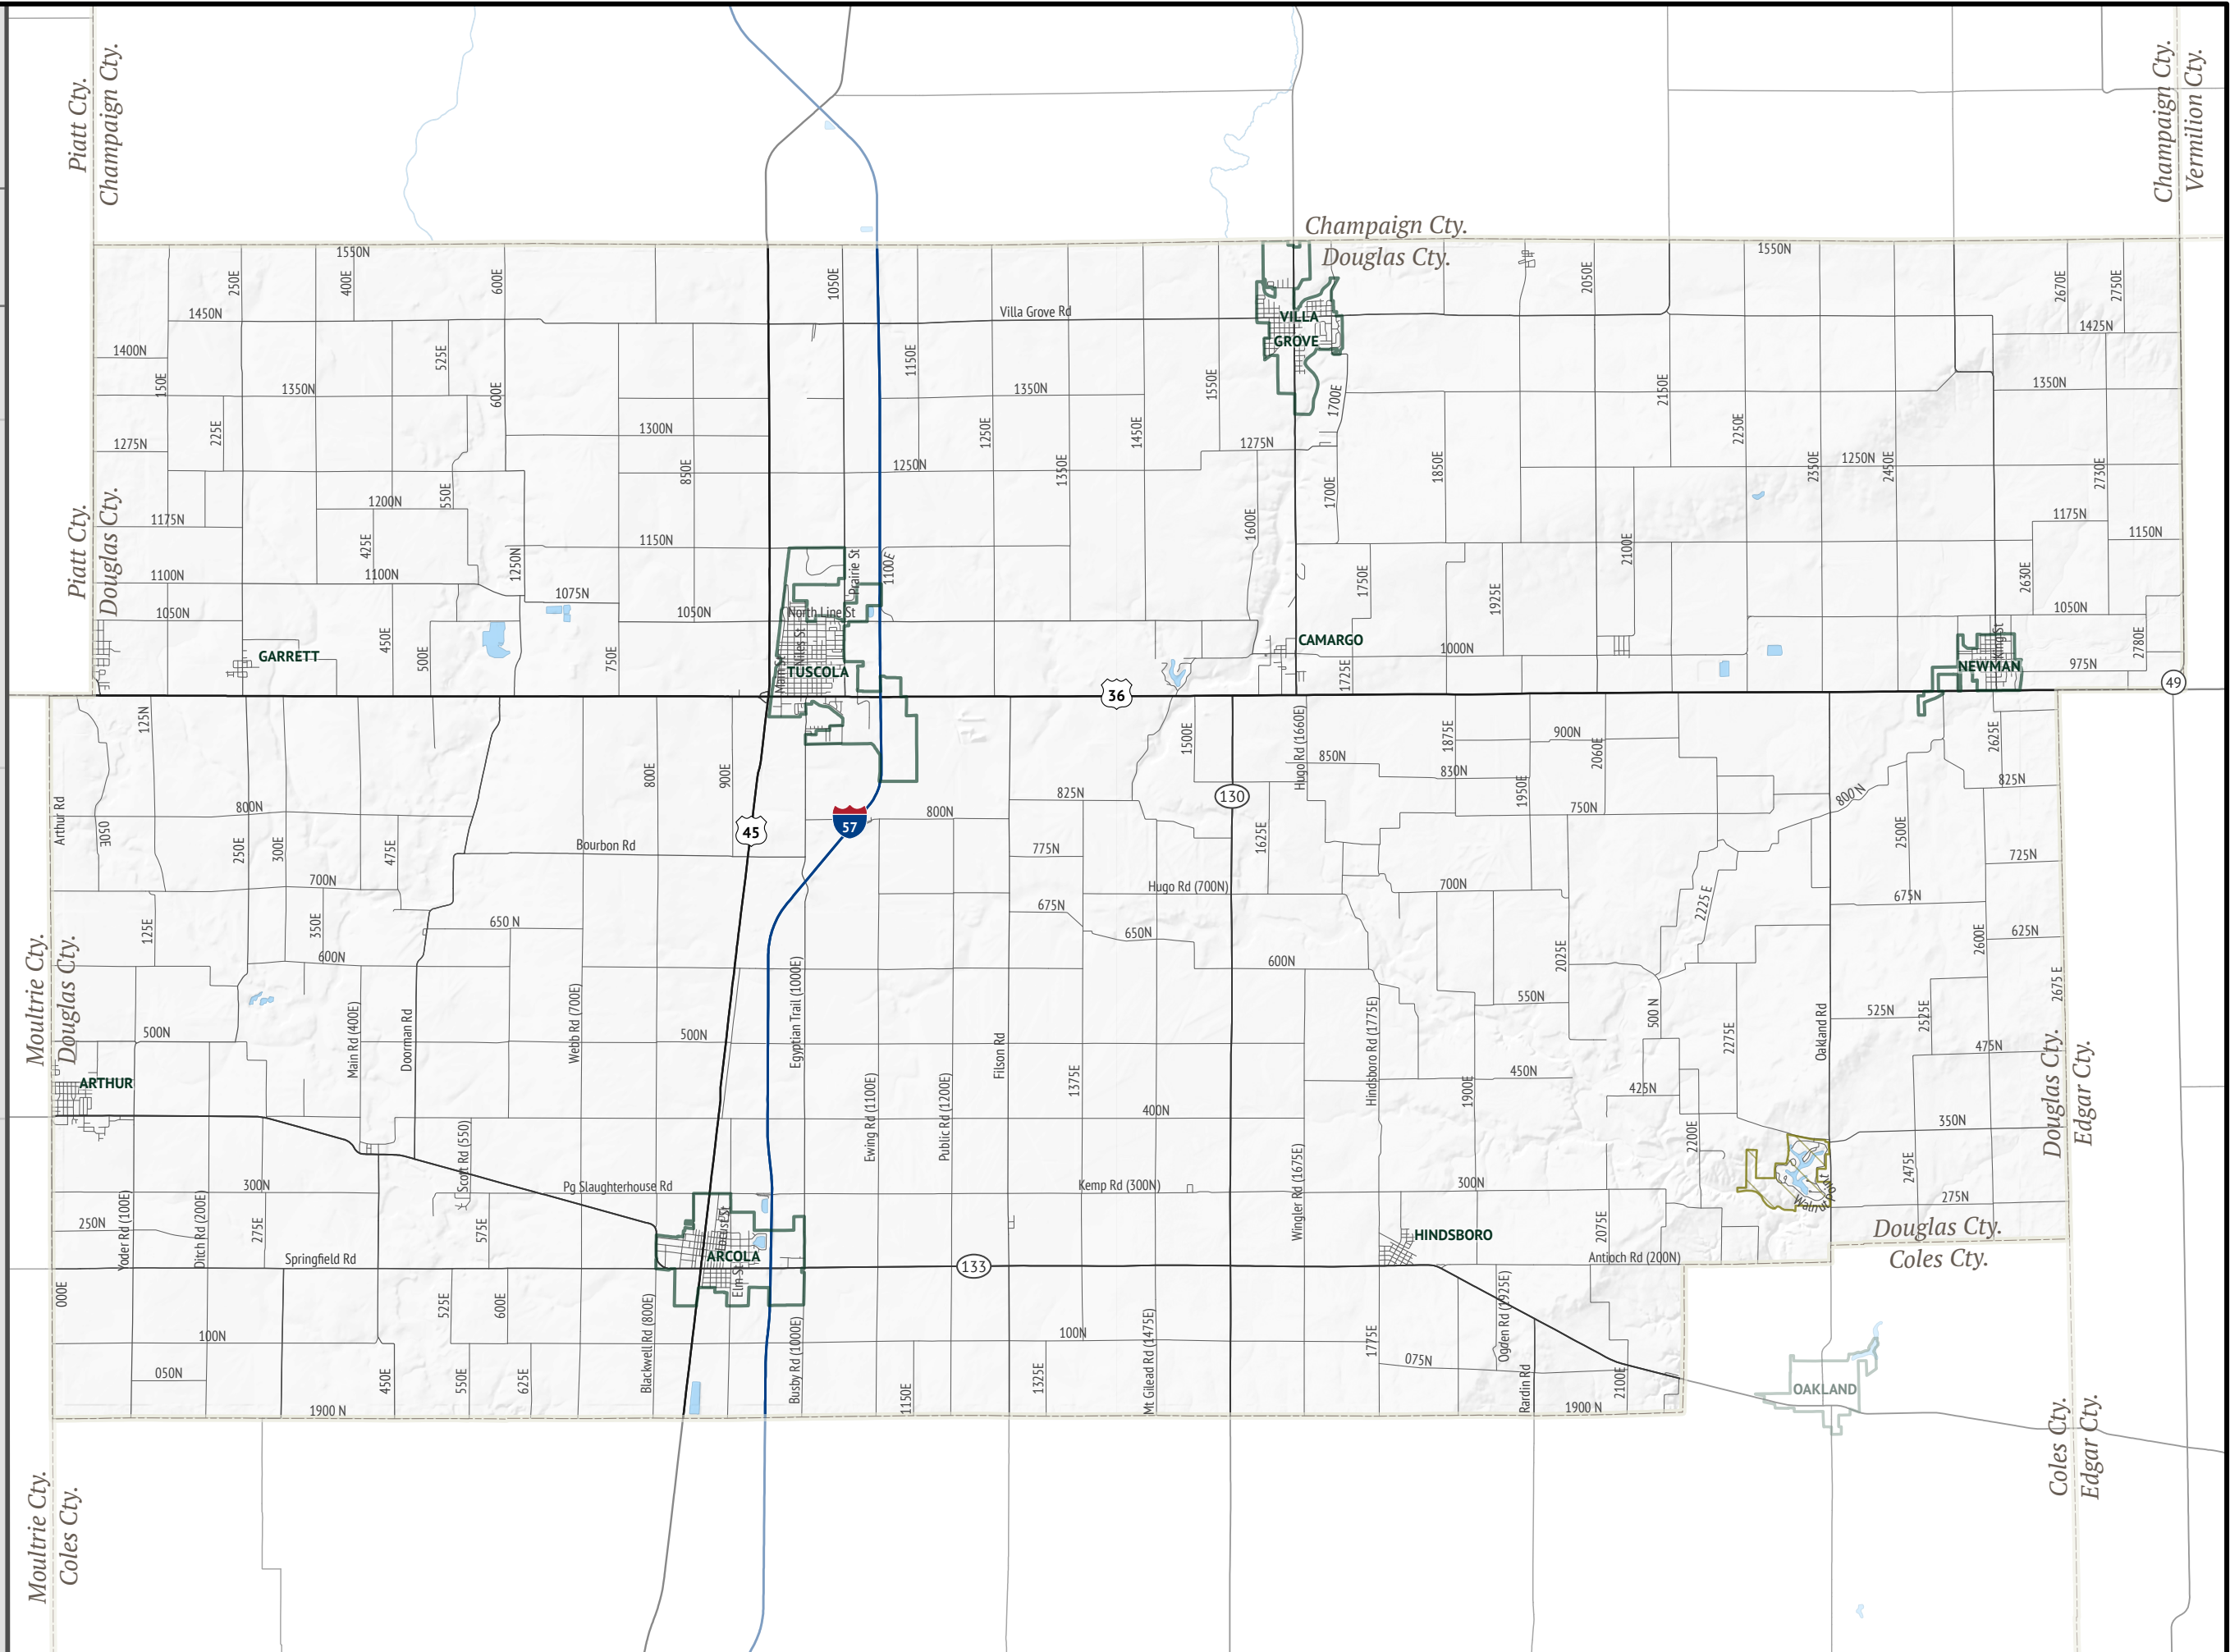 Piatt Cty.
Champaign Cty.
Champaign Cty.
Vermilion Cty.
Champaign Cty.
Douglas Cty.
1550N
1550N
250E
400E
600E
1050E
2050E
2670E
2750E
1450N
Villa Grove Rd
VILLA
GROVE
1425N
1400N
525E
1150E
150E
1350N
600E
1350N
1550E
1700E
2150E
1350N
225E
1275N
1300N
1250E
1450E
1275N
2250E
850E
1250N
1350E
1850E
1250N
2350E
2450E
2730E
1200N
550E
1700E
Piatt Cty.
Douglas Cty.
1175N
425E
1150N
1600E
2100E
1175N
1150N
1250N
Prairie St
1100E
1100N
1100N
1075N
1750E
1925E
2630E
1050N
1050N
North Line St
1050N
450E
500E
750E
Niles St
Main St
GARRETT
TUSCOLA
CAMARGO
1000N
1725E
King St
NEWMAN
975N
2780E
36
49
125N
1500E
Hugo Rd (1660E)
1875E
900N
2060E
2625E
800E
900E
850N
830N
825N
825N
1950E
800 N
130
750N
Arthur Rd
050E
800N
800N
45
57
250E
300E
475E
Bourbon Rd
775N
1625E
2500E
725N
700N
Hugo Rd (700N)
700N
675N
2225 E
675N
125E
350E
650 N
650N
625N
2600E
600N
600N
2025E
Moultrie Cty.
Douglas Cty.
Egyptian Trail (1000E)
2675 E
550N
500 N
525N
2525E
Main Rd (400E)
Doorman Rd
Webb Rd (700E)
Hindsboro Rd (1775E)
2275E
Oakland Rd
500N
500N
Filson Rd
475N
ARTHUR
1375E
450N
1900E
425N
Ewing Rd (1100E)
Public Rd (1200E)
400N
350N
Douglas Cty.
Edgar Cty.
Scott Rd (550)
2200E
2475E
300N
Pg Slaughterhouse Rd
Kemp Rd (300N)
300N
275N
Wingler Rd (1675E)
Yoder Rd (100E)
Ditch Rd (200E)
250N
275E
575E
Locust St
2075E
HINDSBORO
Douglas Cty.
Coles Cty.
Springfield Rd
ARCOLA
133
Antioch Rd (200N)
000E
Elm St
525E
600E
Blackwell Rd (800E)
Ogden Rd (1925E)
100N
100N
Mt Gilead Rd (1475E)
1775E
050N
450E
550E
625E
Busby Rd (1000E)
1150E
1325E
075N
Rardin Rd
2100E
OAKLAND
1900 N
1900 N
Coles Cty.
Edgar Cty.
Moultrie Cty.
Coles Cty.